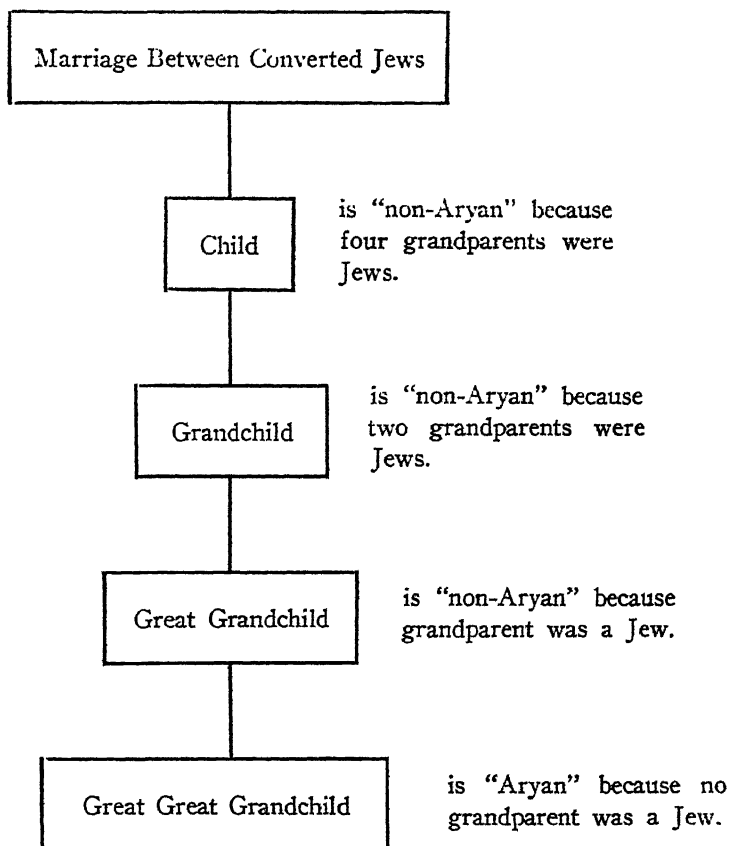 Marriage Between Converted Jews
Child
is “non-Aryan” because
four grandparents were
Jews.
Grandchild
is “non-Aryan” because
two grandparents were
Jews.
Great Grandchild
is “non-Aryan” because
grandparent was a Jew.
Great Great Grandchild
is “Aryan” because no
grandparent was a Jew.